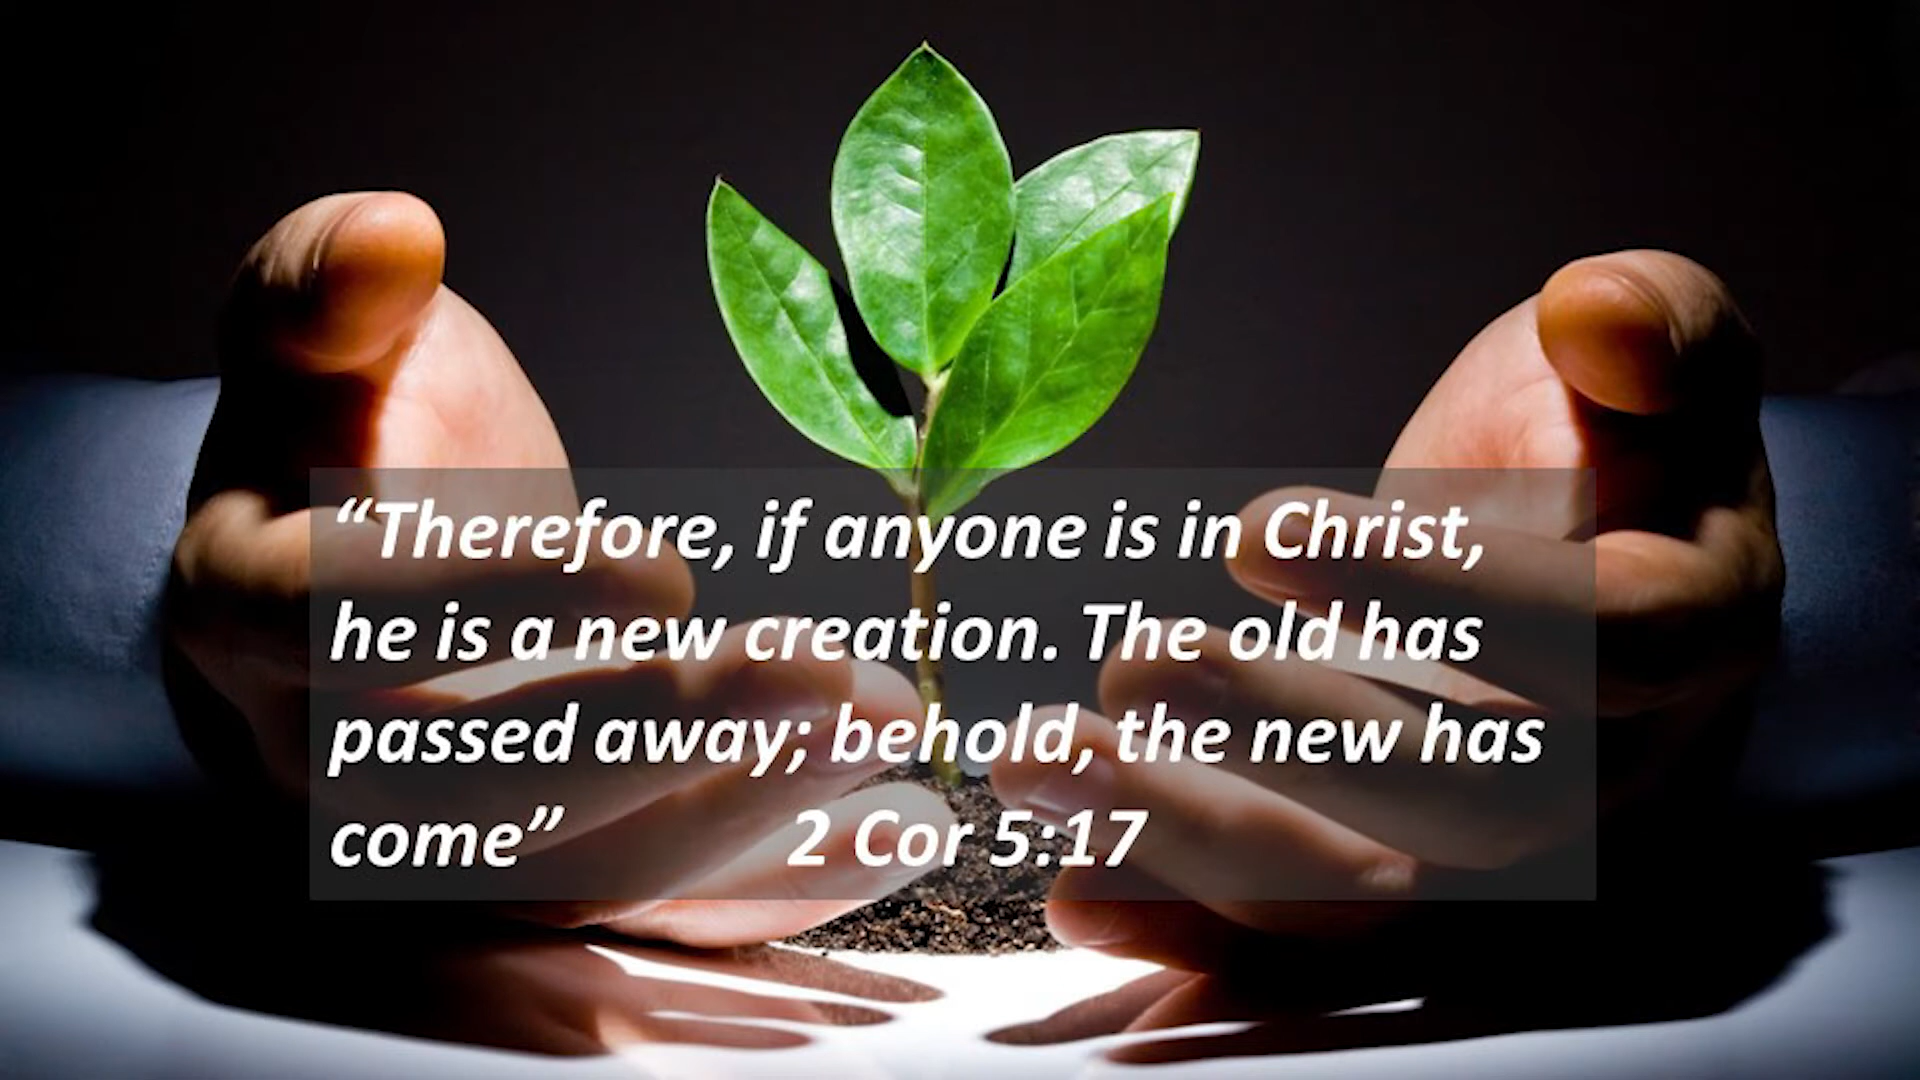 “Therefore, if anyone is in Christ,
he is a new creation. The old has
passed away; behold, the new has
come” 2 Cor 5:17